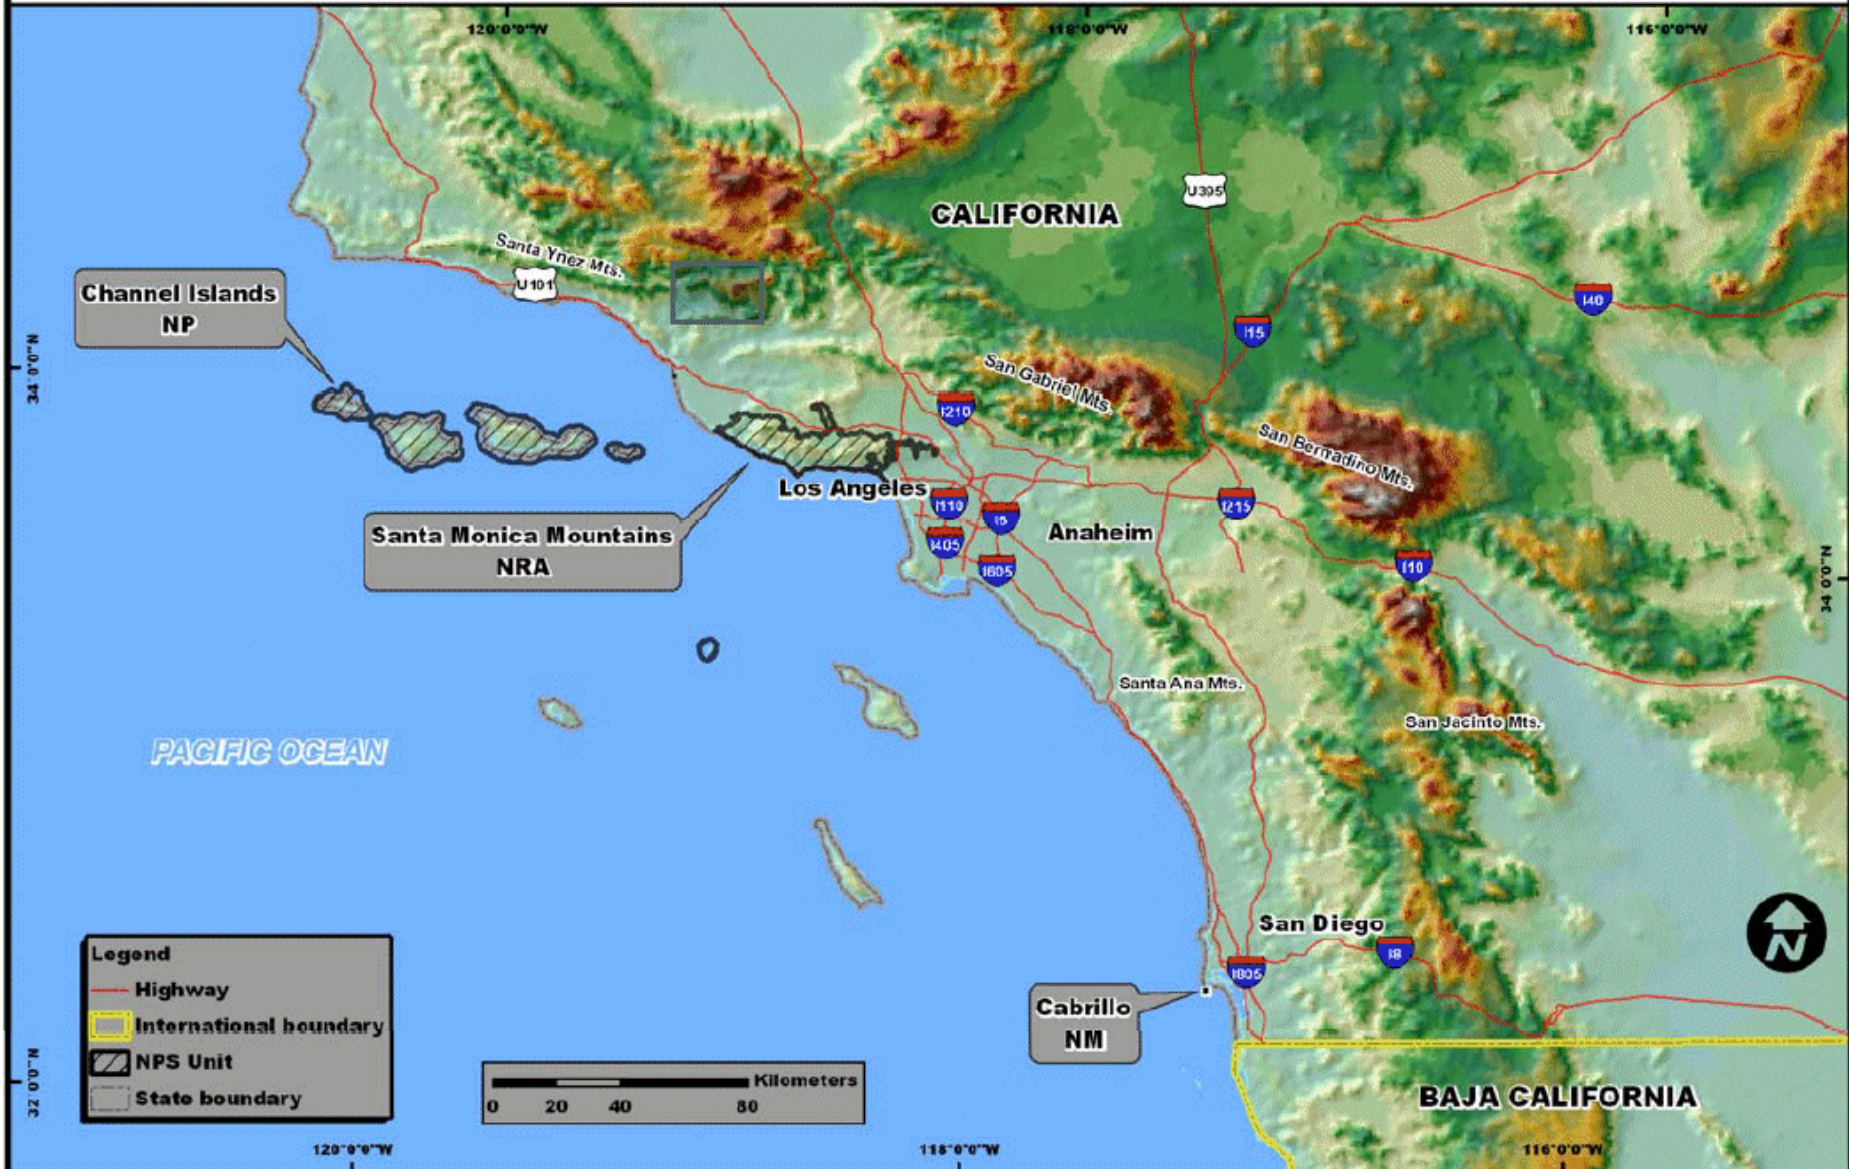 120°0'0"W
118°0'0"W
116°0'0"W
U395
CALIFORNIA
Santa Ynez Mts.
Channel Islands
NP
U101
I40
I15
34°0'0"N
San Gabriel Mts.
I210
San Bernadino Mts.
Los Angeles
I110
I5
I215
Santa Monica Mountains
NRA
Anaheim
I405
I605
I10
34°0'0"N
Santa Ana Mts.
San Jacinto Mts.
PACIFIC OCEAN
San Diego
N
I8
I805
Cabrillo
NM
Legend
Highway
International boundary
NPS Unit
State boundary
Kilometers
0 20 40 80
32°0'0"N
BAJA CALIFORNIA
120°0'0"W
118°0'0"W
116°0'0"W